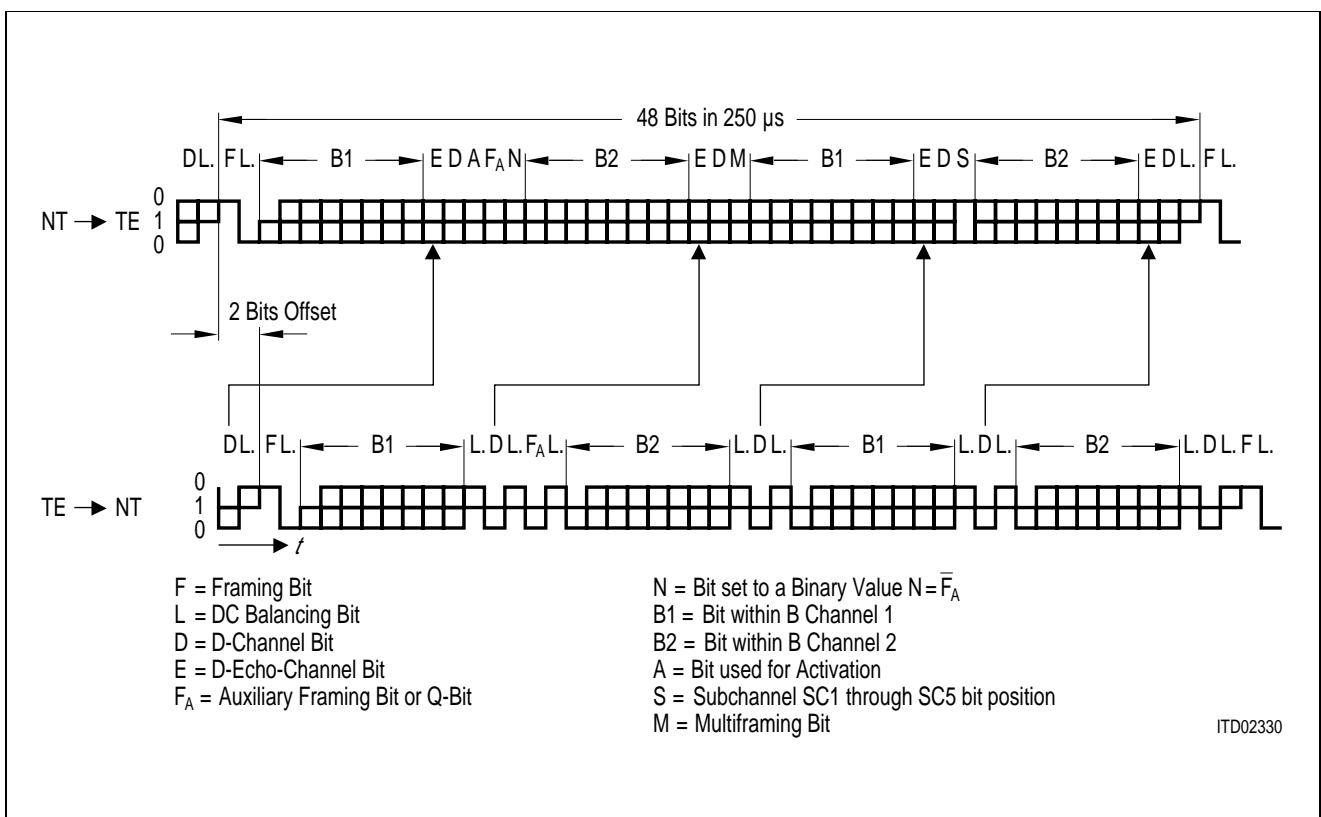 48 Bits in 250 µs
D L. F L. B1 E D A FA N B2 E D M B1 E D S B2 E D L. F L.
0
NT → TE 1
0
2 Bits Offset
D L. F L. B1 L. D L. FA L. B2 L. D L. B1 L. D L. B2 L. D L. F L.
0
TE → NT 1
0
t
F = Framing Bit
L = DC Balancing Bit
D = D-Channel Bit
E = D-Echo-Channel Bit
FA = Auxiliary Framing Bit or Q-Bit
N = Bit set to a Binary Value N = F̅A
B1 = Bit within B Channel 1
B2 = Bit within B Channel 2
A = Bit used for Activation
S = Subchannel SC1 through SC5 bit position
M = Multiframing Bit
ITD02330